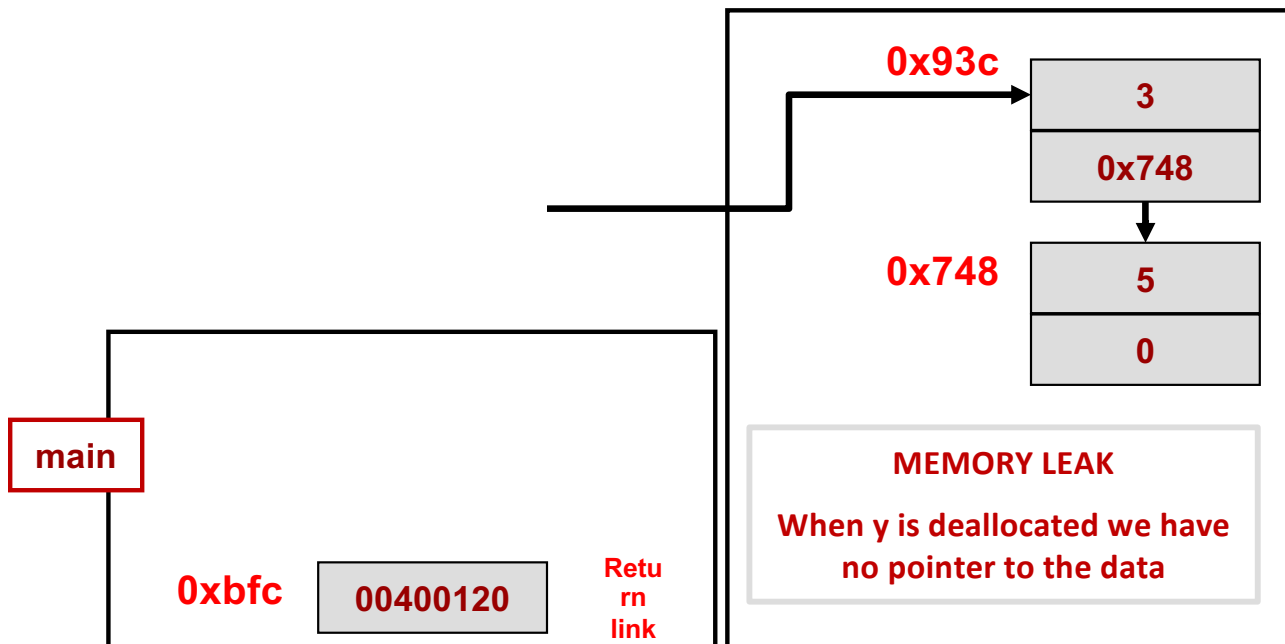 0x93c
3
0x748
0x748
5
0
main
MEMORY LEAK
When y is deallocated we have
no pointer to the data
0xbfc
00400120
Retu
rn
link